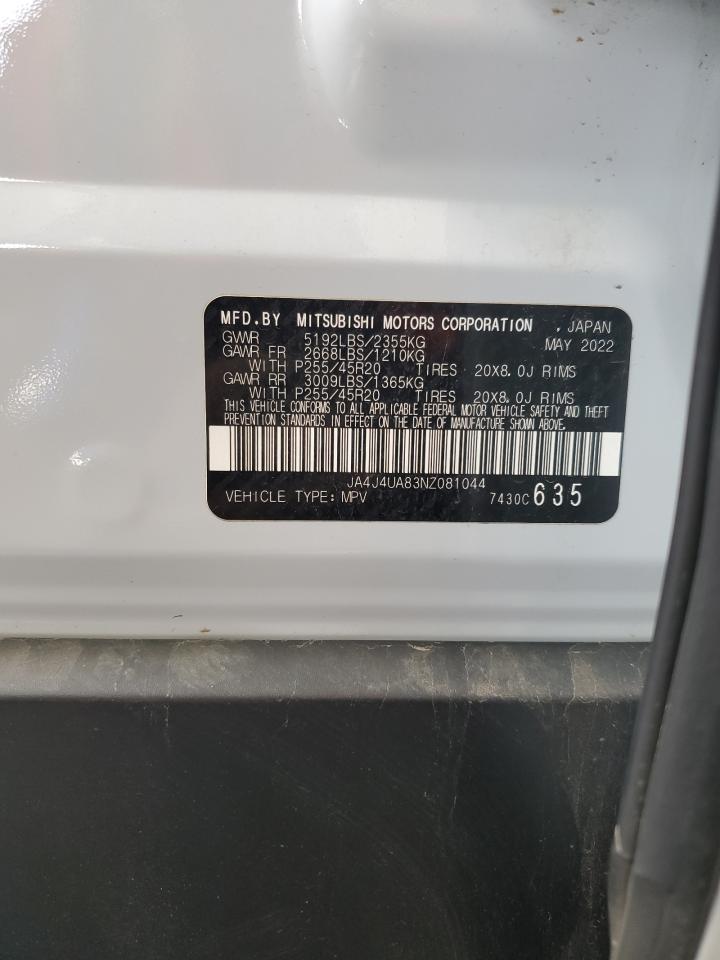 MFD.BY MITSUBISHI MOTORS CORPORATION , JAPAN
GVWR 5192LBS/2355KG MAY 2022
GAWR FR 2668LBS/1210KG
WITH P255/45R20 TIRES 20X8.0J RIMS
GAWR RR 3009LBS/1365KG
WITH P255/45R20 TIRES 20X8.0J RIMS
THIS VEHICLE CONFORMS TO ALL APPLICABLE FEDERAL MOTOR VEHICLE SAFETY AND THEFT
PREVENTION STANDARDS IN EFFECT ON THE DATE OF MANUFACTURE SHOWN ABOVE.
JA4J4UA83NZ081044
VEHICLE TYPE: MPV 7430C 635